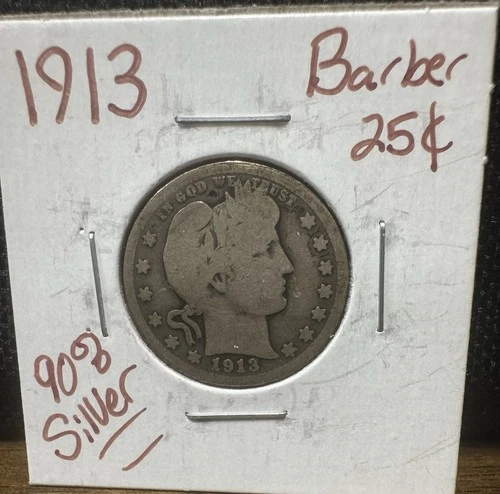 1913
Barber
25¢
IN GOD WE TRUST
1913
90%
Silver